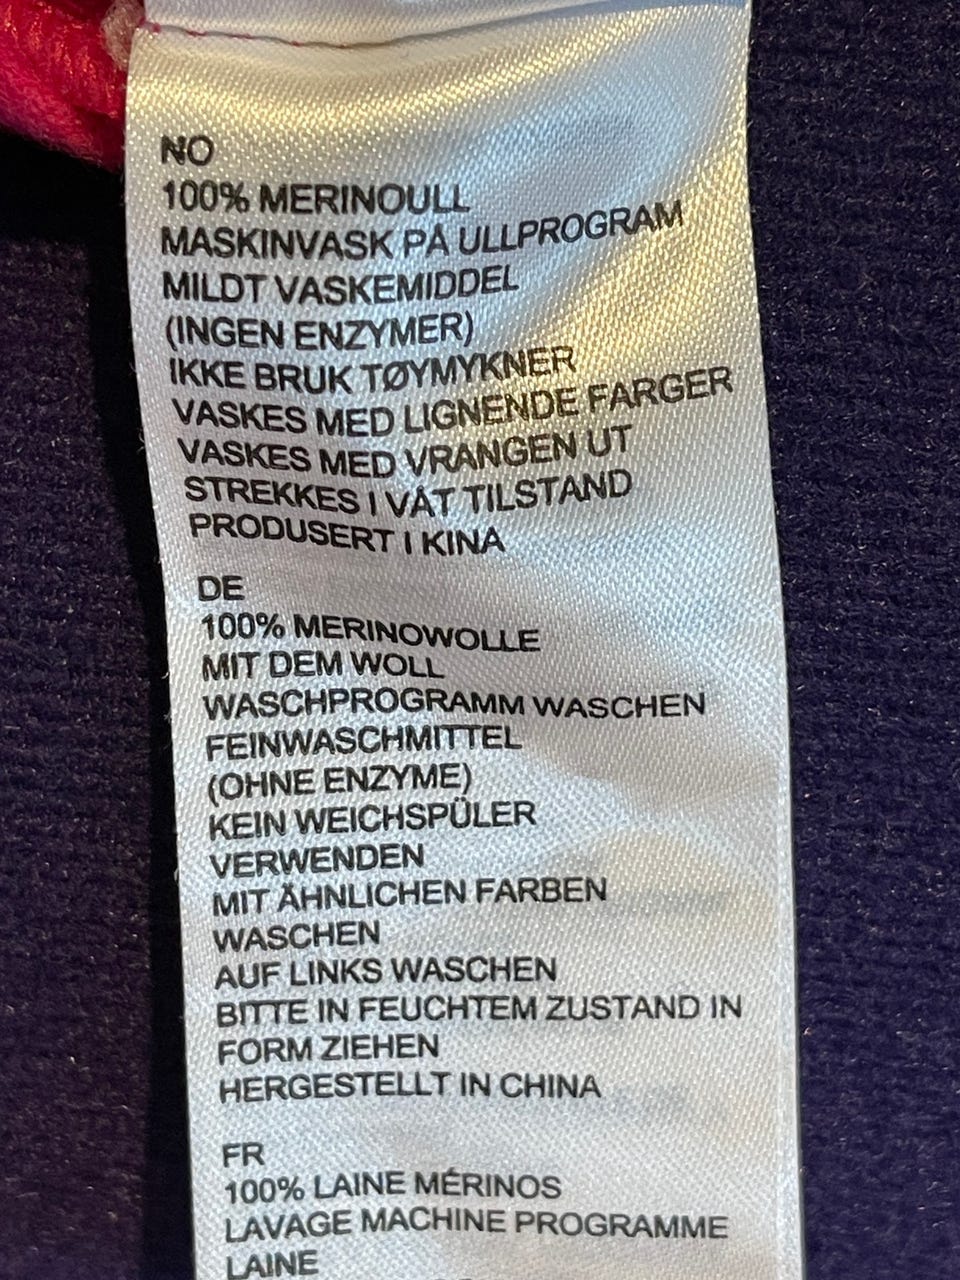 NO
100% MERINOULL
MASKINVASK PÅ ULLPROGRAM
MILDT VASKEMIDDEL
(INGEN ENZYMER)
IKKE BRUK TØYMYKNER
VASKES MED LIGNENDE FARGER
VASKES MED VRANGEN UT
STREKKES I VÅT TILSTAND
PRODUSERT I KINA
DE
100% MERINOWOLLE
MIT DEM WOLL
WASCHPROGRAMM WASCHEN
FEINWASCHMITTEL
(OHNE ENZYME)
KEIN WEICHSPÜLER
VERWENDEN
MIT ÄHNLICHEN FARBEN
WASCHEN
AUF LINKS WASCHEN
BITTE IN FEUCHTEM ZUSTAND IN
FORM ZIEHEN
HERGESTELLT IN CHINA
FR
100% LAINE MÉRINOS
LAVAGE MACHINE PROGRAMME
LAINE